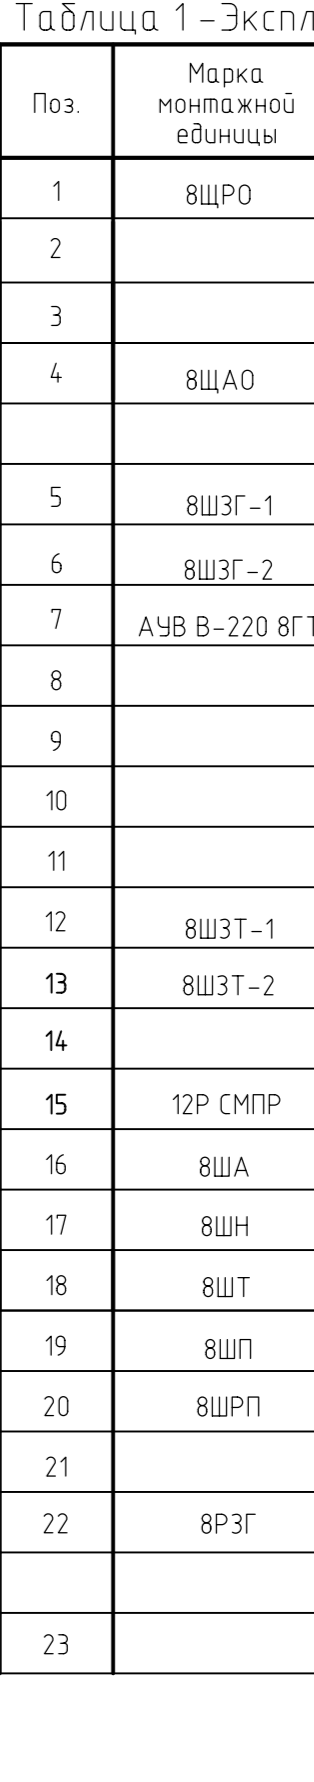 Таблица 1 – Экспл
Поз. Марка
монтажной
единицы
1 8ЩРО
2
3
4 8ЩАО
5 8ШЗГ-1
6 8ШЗГ-2
7 АУВ В-220 8ГТ
8
9
10
11
12 8ШЗТ-1
13 8ШЗТ-2
14
15 12Р СМПР
16 8ША
17 8ШН
18 8ШТ
19 8ШП
20 8ШРП
21
22 8РЗГ
23